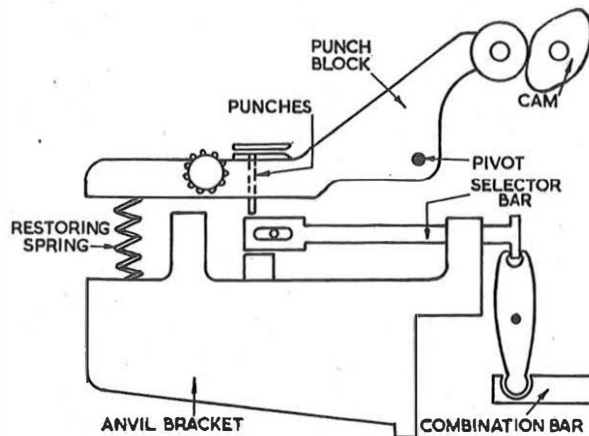 PUNCH
BLOCK
CAM
PUNCHES
PIVOT
SELECTOR
BAR
RESTORING
SPRING
ANVIL BRACKET
COMBINATION BAR